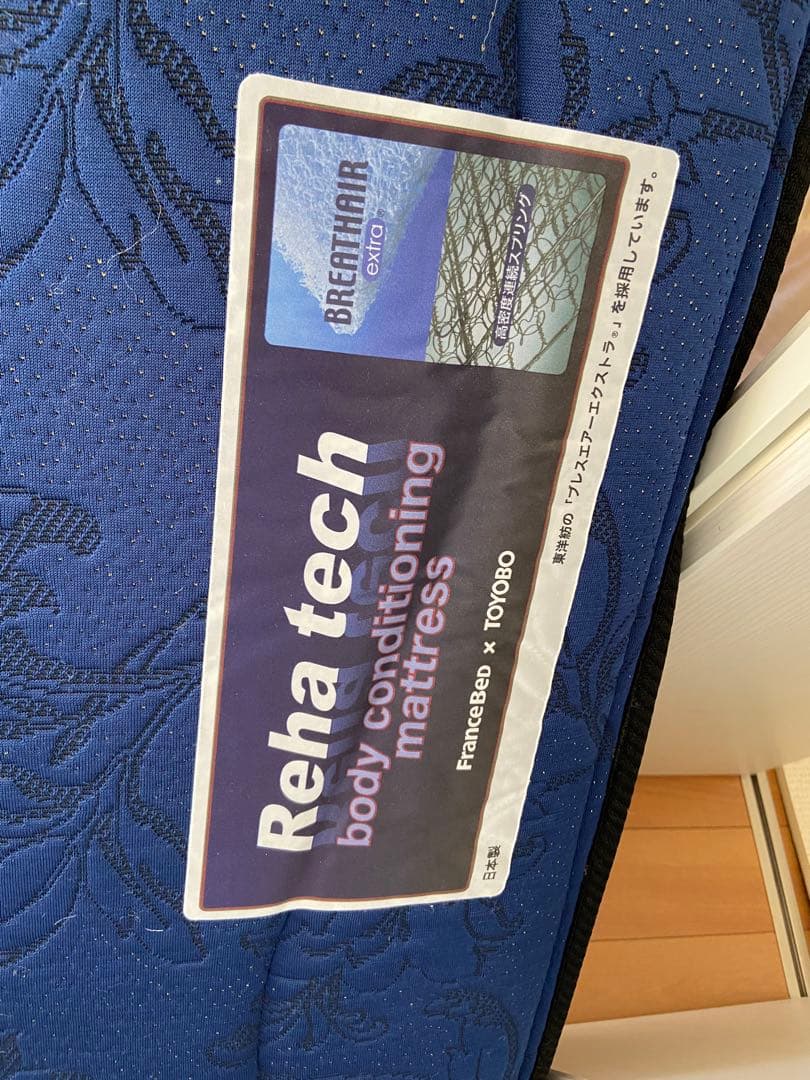 Reha tech
body conditioning
mattress
FranceBeD × TOYOBO
BREATHAIR
extra®
高密度連続スプリング
日本製
東洋紡の「ブレスエアーエクストラ®」を採用しています。